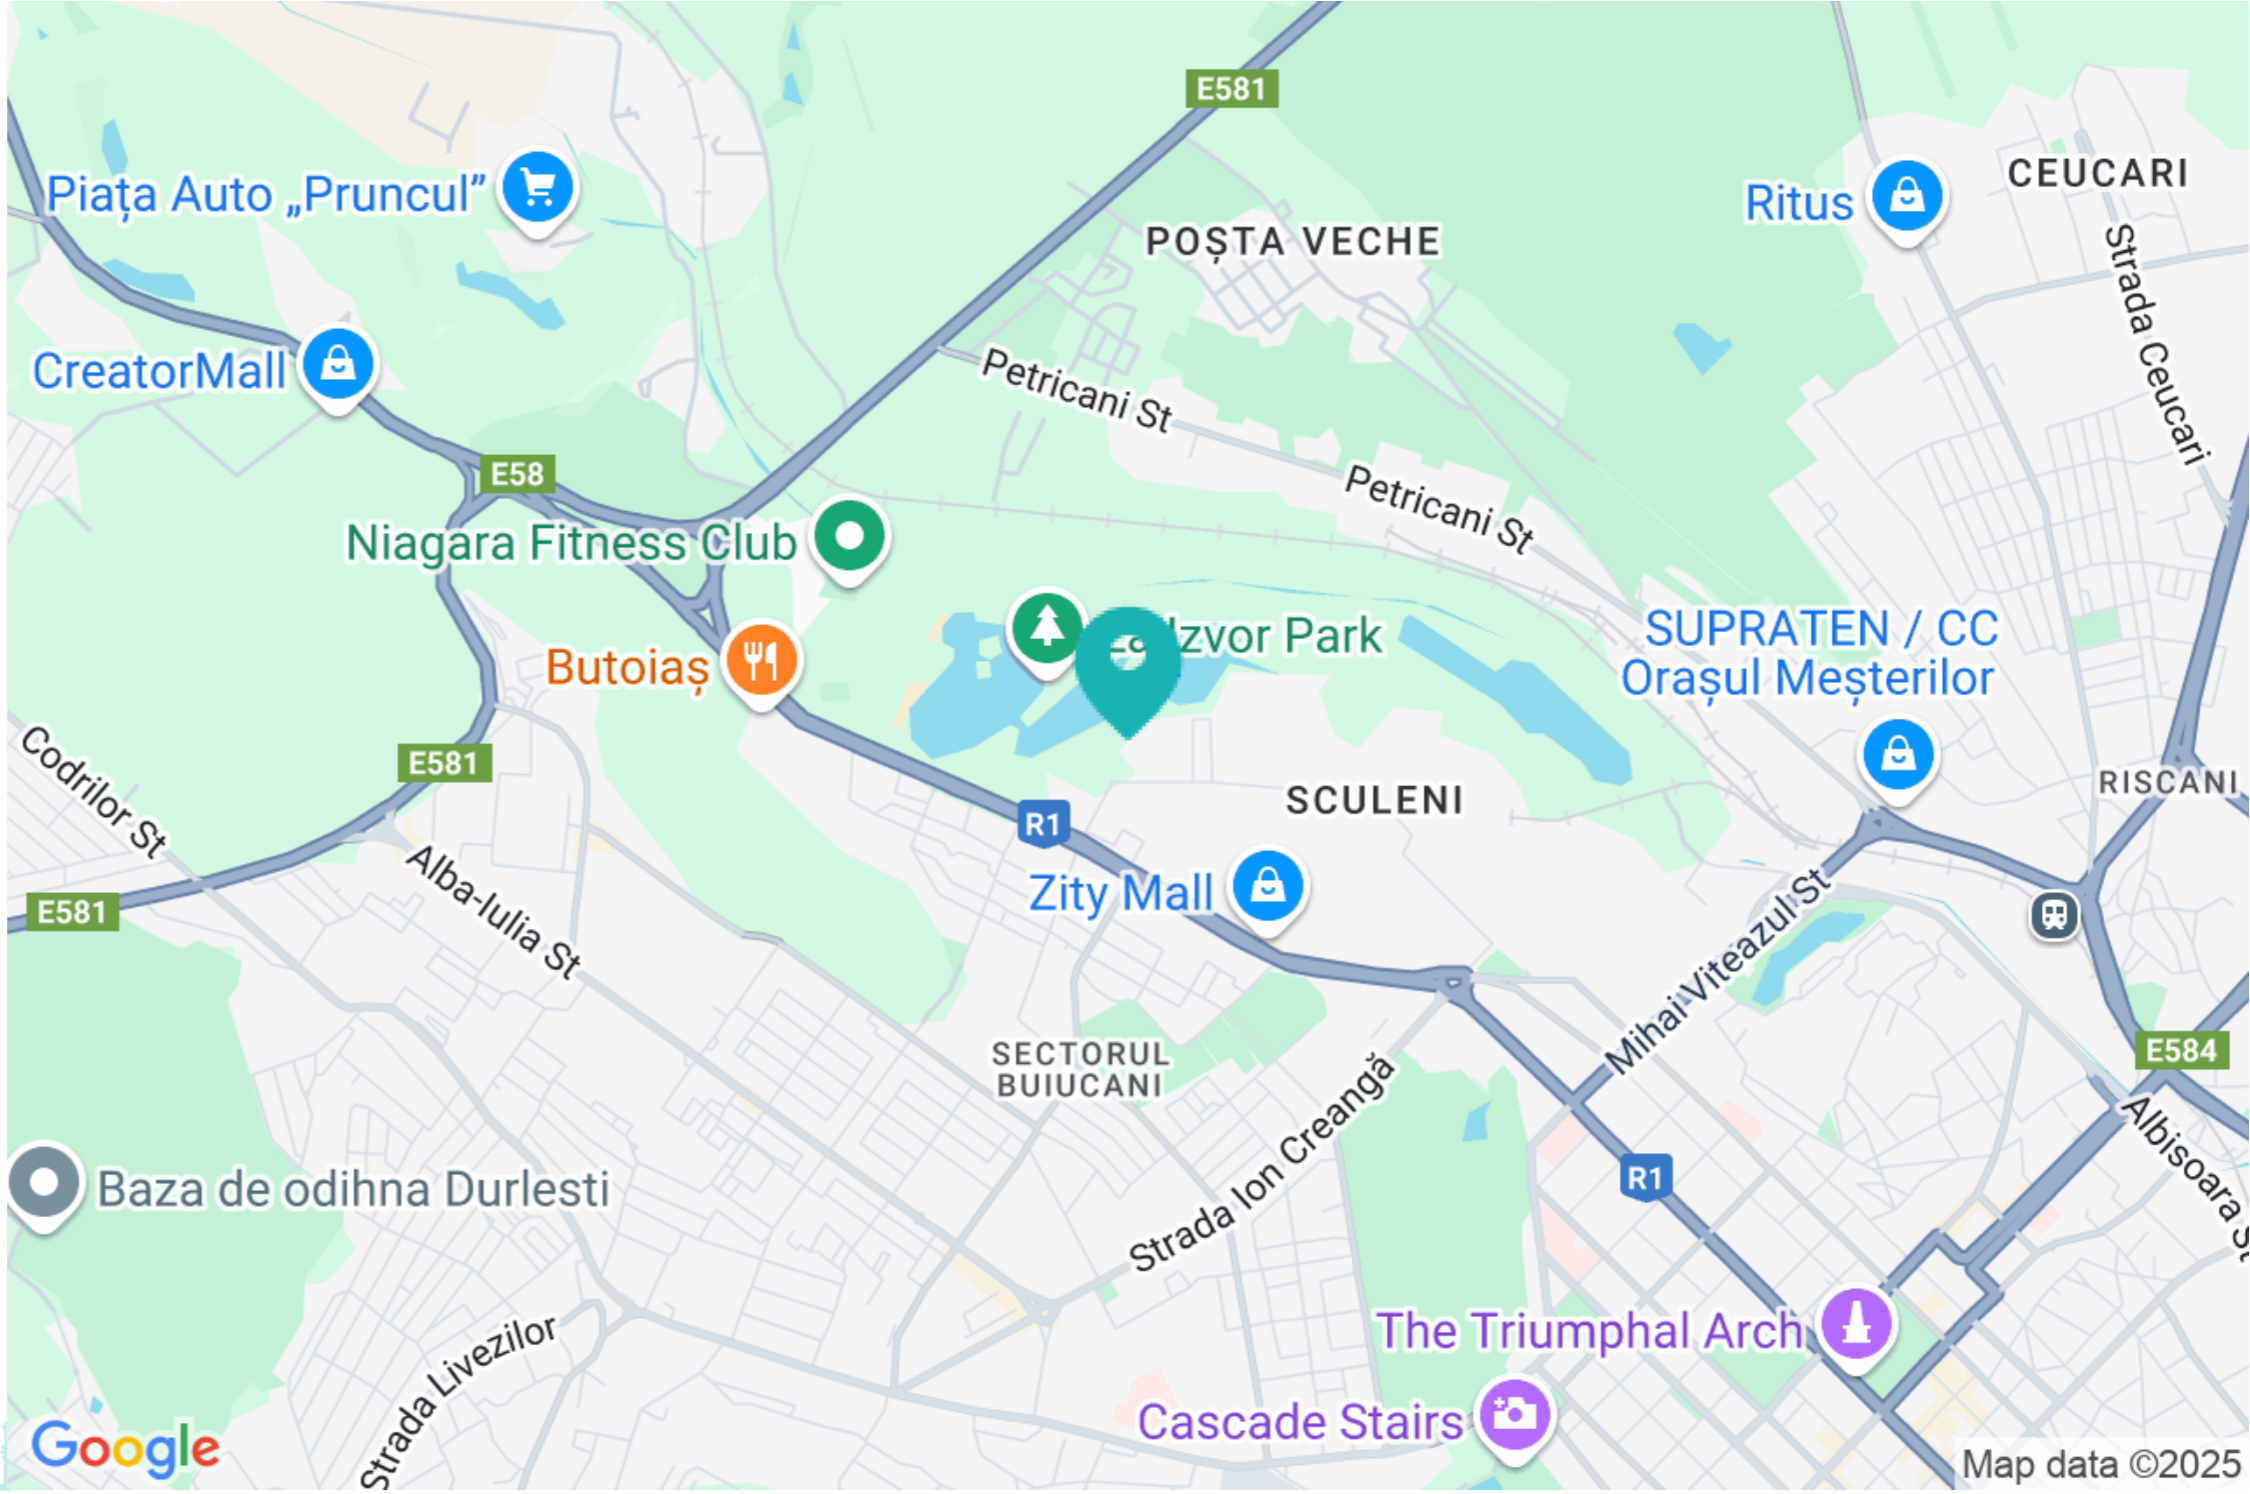 E581
CEUCARI
Piața Auto „Pruncul”
Ritus
POȘTA VECHE
Strada Ceucari
CreatorMall
Petricani St
E58
Petricani St
Niagara Fitness Club
La Izvor Park
SUPRATEN / CC
Orașul Meșterilor
Butoiaș
Codrilor St
E581
RISCANI
SCULENI
R1
Alba-Iulia St
Zity Mall
E581
Mihai Viteazul St
SECTORUL
BUIUCANI
E584
Strada Ion Creangă
Albisoara St
R1
Baza de odihna Durlesti
The Triumphal Arch
Strada Livezilor
Cascade Stairs
Google
Map data ©2025